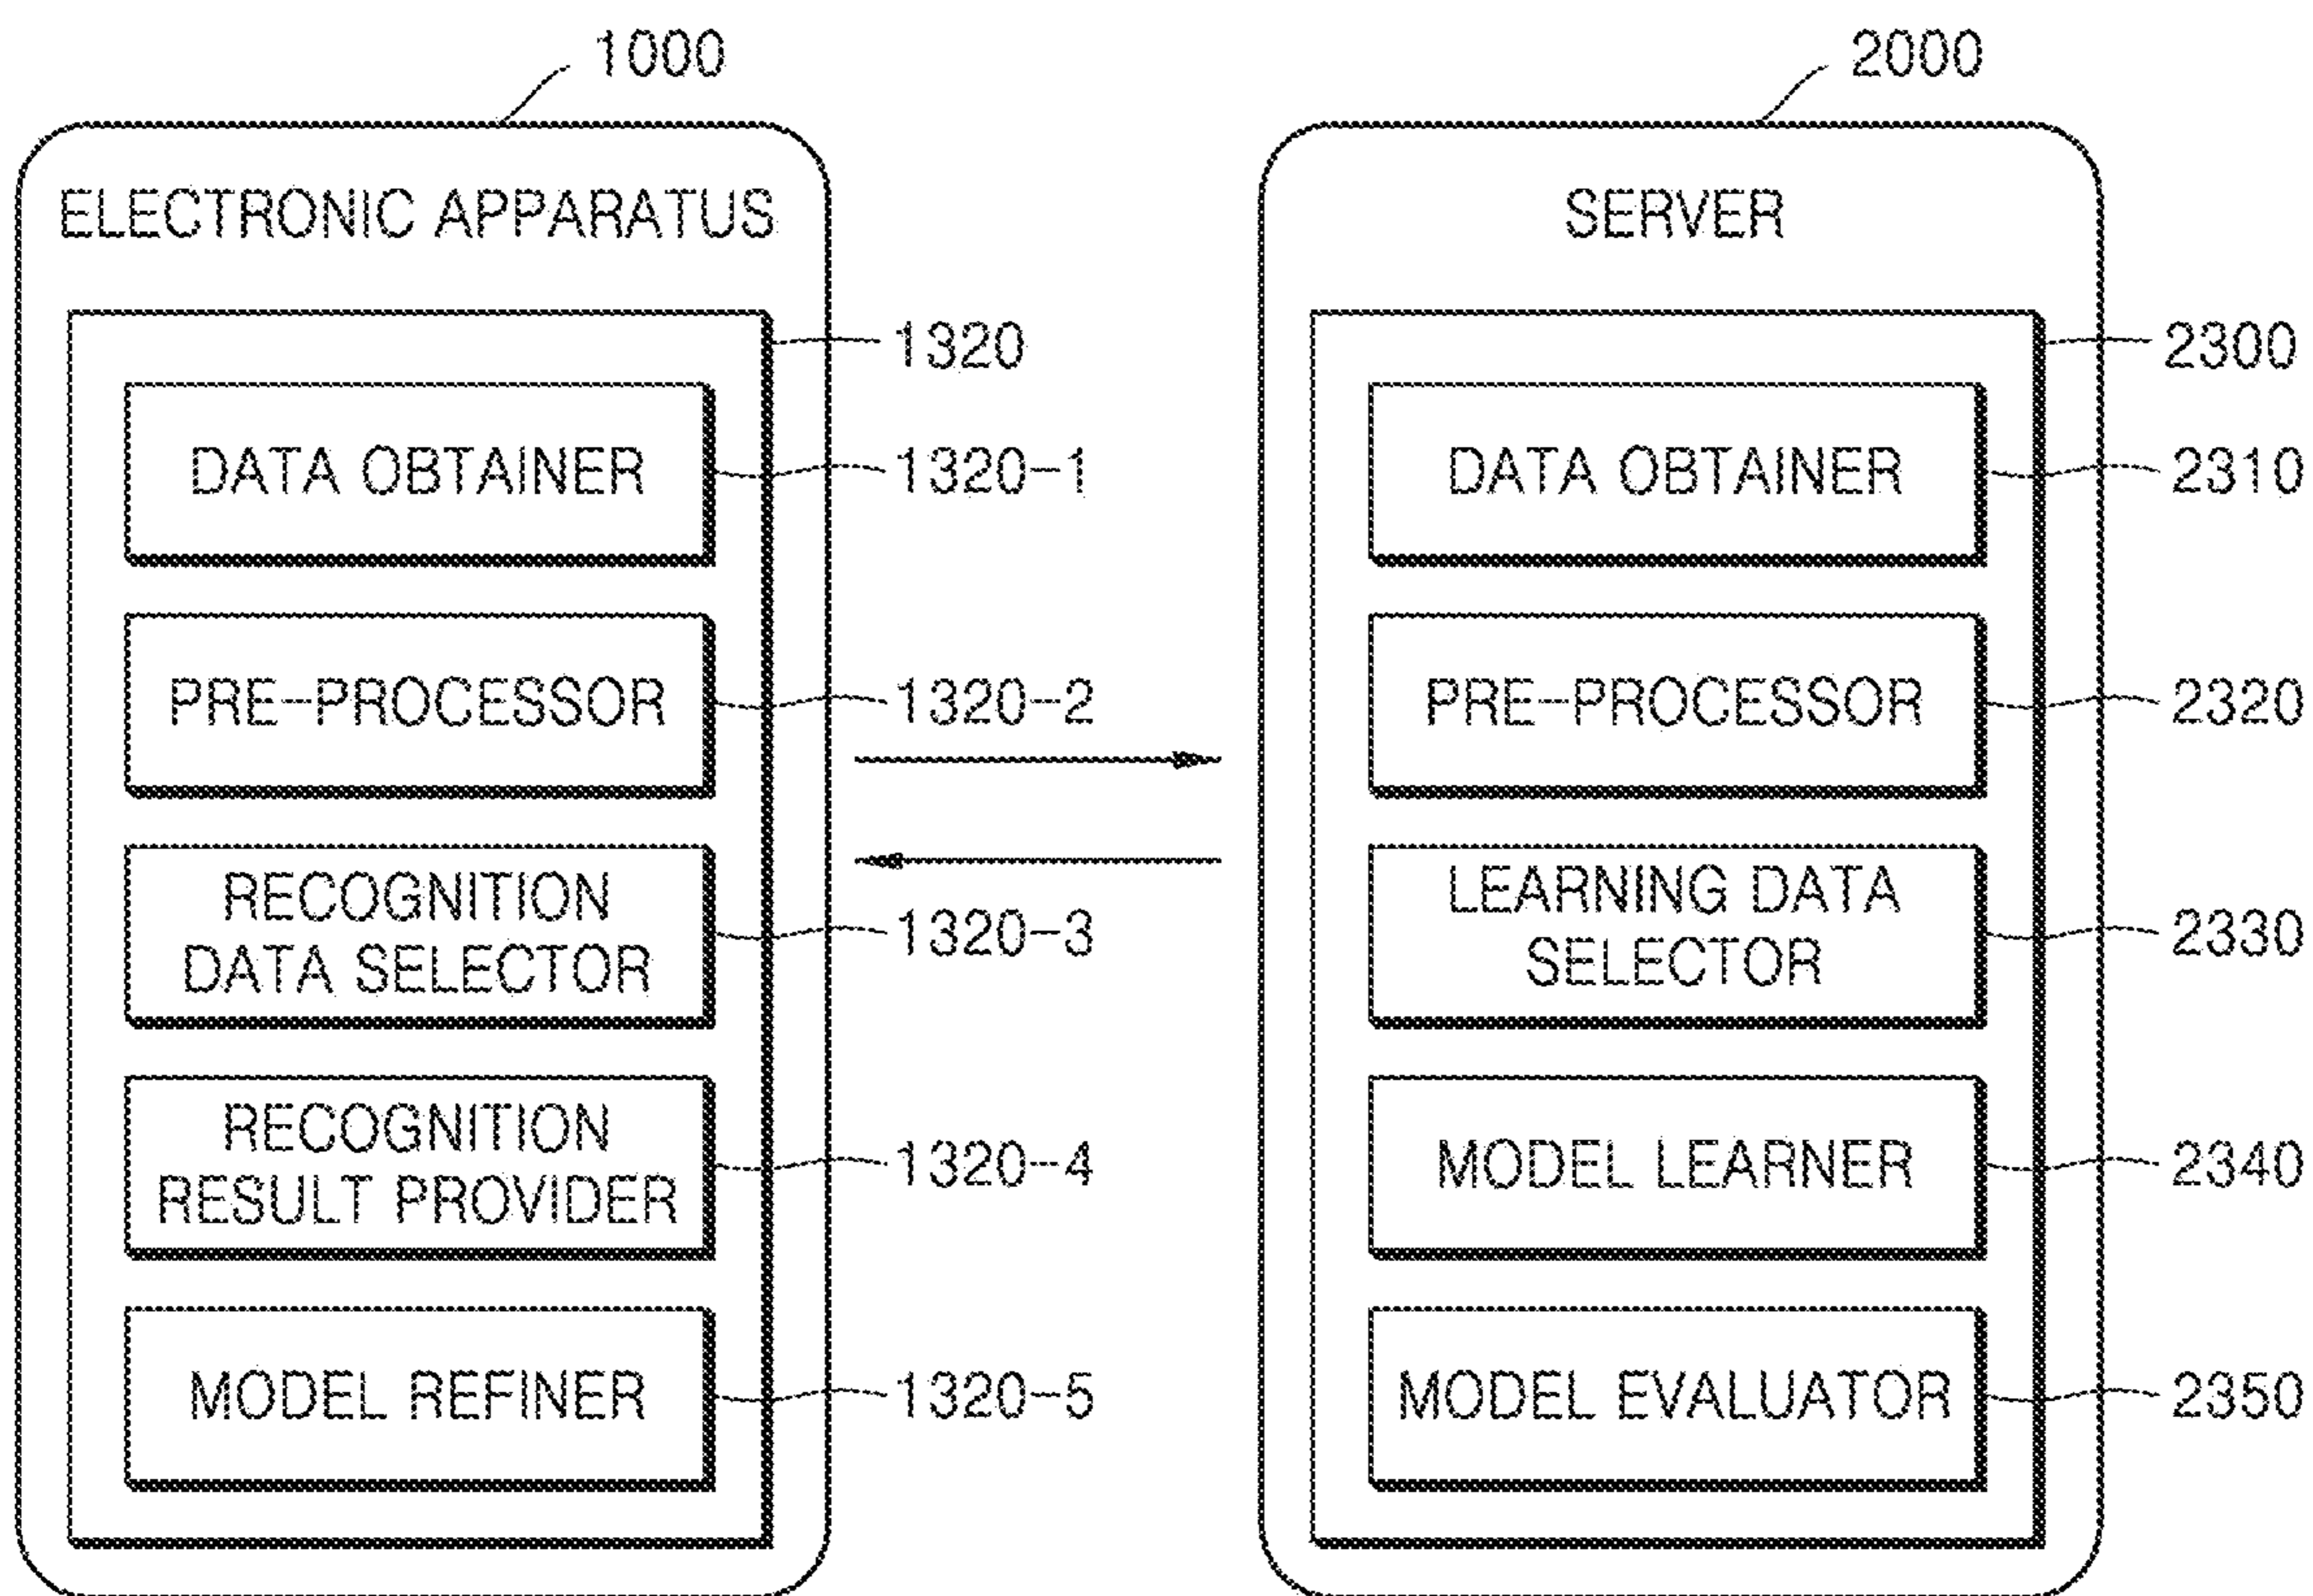 1000
ELECTRONIC APPARATUS
1320
DATA OBTAINER
1320-1
PRE-PROCESSOR
1320-2
RECOGNITION
DATA SELECTOR
1320-3
RECOGNITION
RESULT PROVIDER
1320-4
MODEL REFINER
1320-5
2000
SERVER
2300
DATA OBTAINER
2310
PRE-PROCESSOR
2320
LEARNING DATA
SELECTOR
2330
MODEL LEARNER
2340
MODEL EVALUATOR
2350